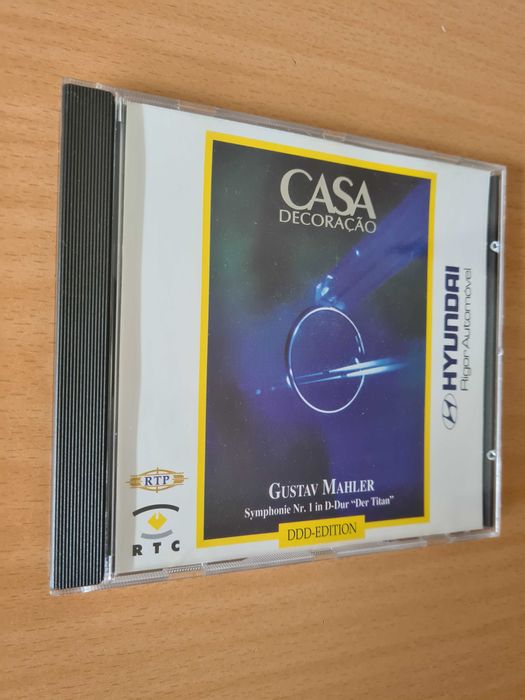 CASA
DECORAÇÃO
HYUNDAI
RigorAutomóvel
GUSTAV MAHLER
Symphonie Nr. 1 in D-Dur "Der Titan"
DDD-EDITION
RTP
RTC